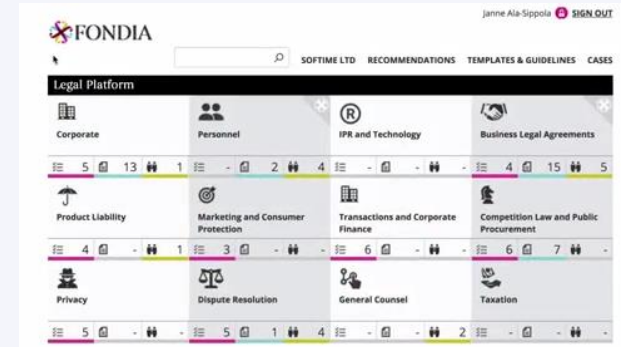 Janne Ala-Sippola SIGN OUT
FONDIA
SOFTIME LTD RECOMMENDATIONS TEMPLATES & GUIDELINES CASES
Legal Platform
Corporate Personnel IPR and Technology Business Legal Agreements
5 13 1 - 2 4 - - - 4 15 5
Product Liability Marketing and Consumer Transactions and Corporate Competition Law and Public
Protection Finance Procurement
4 - 1 3 - - 6 - - 6 7 -
Privacy Dispute Resolution General Counsel Taxation
5 - - 5 1 4 - - 2 - - -